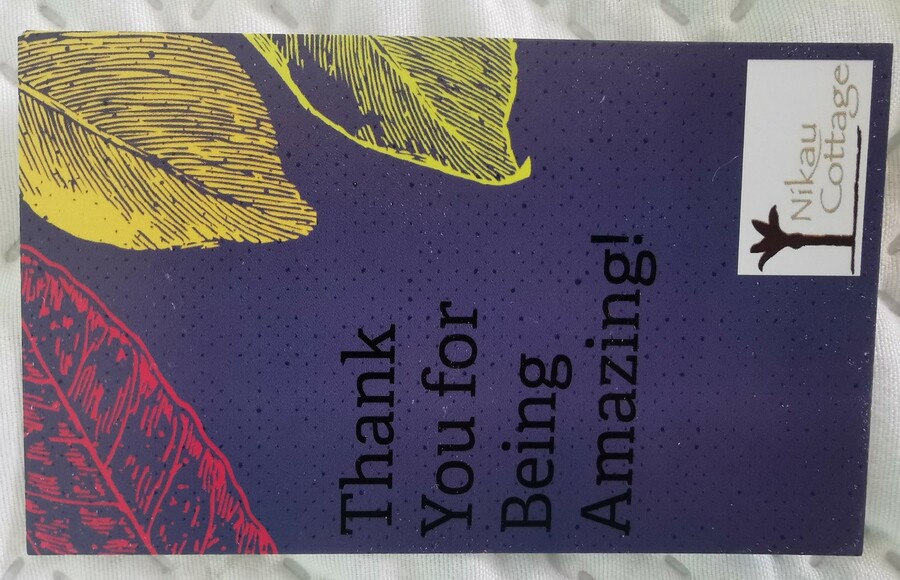 Thank
You for
Being
Amazing!
Nikau
Cottage